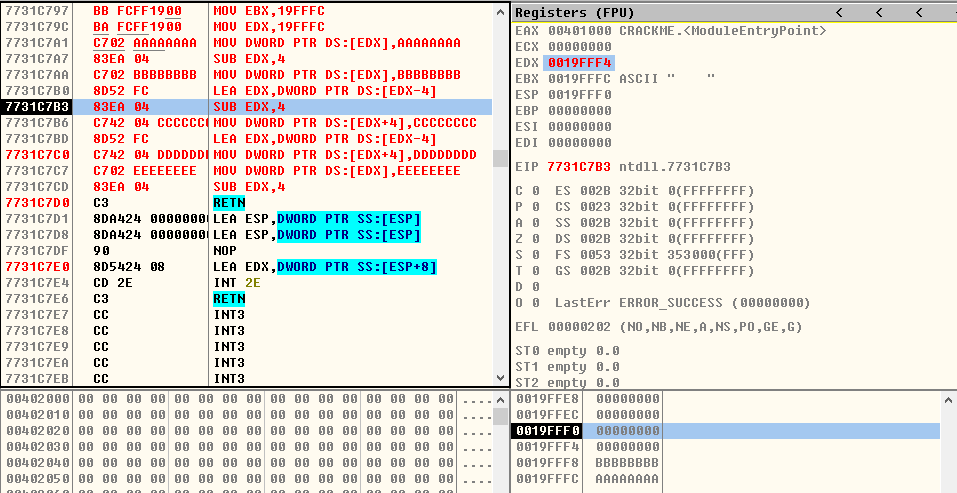 7731C797 BB FCFF1900 MOV EBX,19FFFC
7731C79C BA FCFF1900 MOV EDX,19FFFC
7731C7A1 C702 AAAAAAAA MOV DWORD PTR DS:[EDX],AAAAAAAA
7731C7A7 83EA 04 SUB EDX,4
7731C7AA C702 BBBBBBBB MOV DWORD PTR DS:[EDX],BBBBBBBB
7731C7B0 8D52 FC LEA EDX,DWORD PTR DS:[EDX-4]
7731C7B3 83EA 04 SUB EDX,4
7731C7B6 C742 04 CCCCCCC MOV DWORD PTR DS:[EDX+4],CCCCCCCC
7731C7BD 8D52 FC LEA EDX,DWORD PTR DS:[EDX-4]
7731C7C0 C742 04 DDDDDDD MOV DWORD PTR DS:[EDX+4],DDDDDDDD
7731C7C7 C702 EEEEEEEE MOV DWORD PTR DS:[EDX],EEEEEEEE
7731C7CD 83EA 04 SUB EDX,4
7731C7D0 C3 RETN
7731C7D1 8DA424 0000000 LEA ESP,DWORD PTR SS:[ESP]
7731C7D8 8DA424 0000000 LEA ESP,DWORD PTR SS:[ESP]
7731C7DF 90 NOP
7731C7E0 8D5424 08 LEA EDX,DWORD PTR SS:[ESP+8]
7731C7E4 CD 2E INT 2E
7731C7E6 C3 RETN
7731C7E7 CC INT3
7731C7E8 CC INT3
7731C7E9 CC INT3
7731C7EA CC INT3
7731C7EB CC INT3
Registers (FPU) < < <
EAX 00401000 CRACKME.<ModuleEntryPoint>
ECX 00000000
EDX 0019FFF4
EBX 0019FFFC ASCII "    "
ESP 0019FFF0
EBP 00000000
ESI 00000000
EDI 00000000
EIP 7731C7B3 ntdll.7731C7B3
C 0 ES 002B 32bit 0(FFFFFFFF)
P 0 CS 0023 32bit 0(FFFFFFFF)
A 0 SS 002B 32bit 0(FFFFFFFF)
Z 0 DS 002B 32bit 0(FFFFFFFF)
S 0 FS 0053 32bit 353000(FFF)
T 0 GS 002B 32bit 0(FFFFFFFF)
D 0
O 0 LastErr ERROR_SUCCESS (00000000)
EFL 00000202 (NO,NB,NE,A,NS,PO,GE,G)
ST0 empty 0.0
ST1 empty 0.0
ST2 empty 0.0
00402000 00 00 00 00 00 00 00 00 00 00 00 00 00 00 00 00 ....
00402010 00 00 00 00 00 00 00 00 00 00 00 00 00 00 00 00 ....
00402020 00 00 00 00 00 00 00 00 00 00 00 00 00 00 00 00 ....
00402030 00 00 00 00 00 00 00 00 00 00 00 00 00 00 00 00 ....
00402040 00 00 00 00 00 00 00 00 00 00 00 00 00 00 00 00 ....
00402050 00 00 00 00 00 00 00 00 00 00 00 00 00 00 00 00 ....
0019FFE8 00000000
0019FFEC 00000000
0019FFF0 00000000
0019FFF4 00000000
0019FFF8 BBBBBBBB
0019FFFC AAAAAAAA